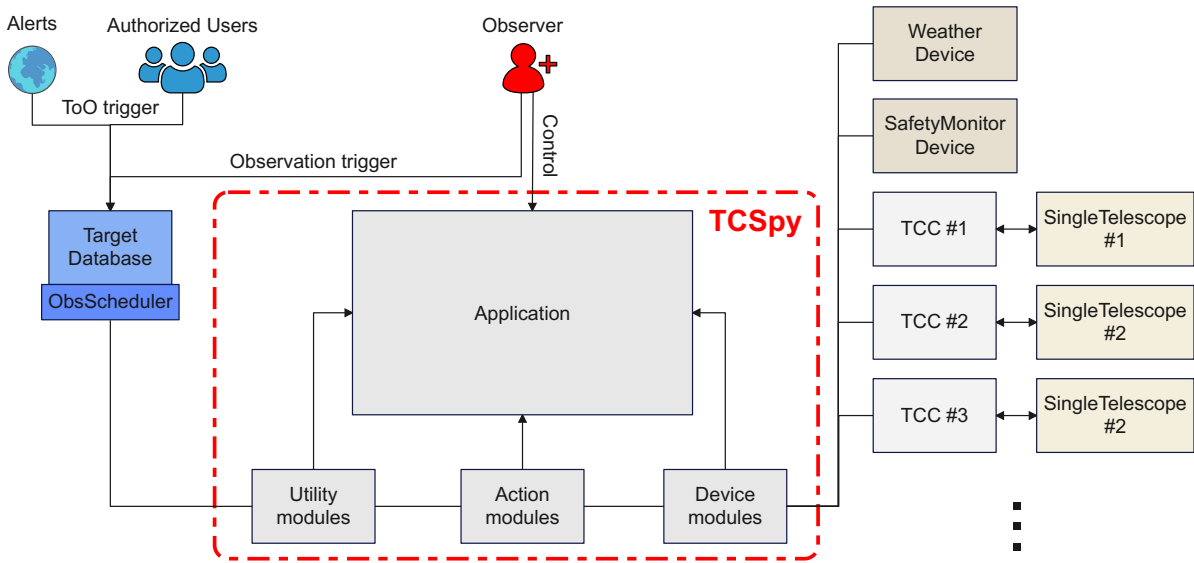 Alerts
Authorized Users
Observer
ToO trigger
Observation trigger
Control
Target
Database
ObsScheduler
TCSpy
Application
Utility
modules
Action
modules
Device
modules
Weather
Device
SafetyMonitor
Device
TCC #1
SingleTelescope
#1
TCC #2
SingleTelescope
#2
TCC #3
SingleTelescope
#2